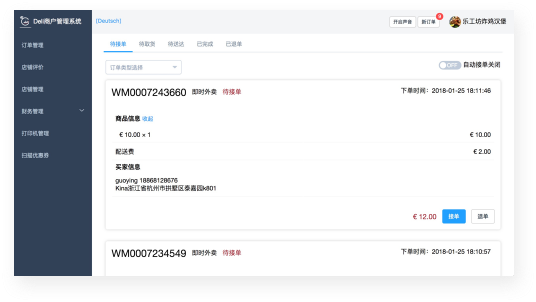 Deli账户管理系统
[Deutsch]
开启声音
新订单
0
乐工坊炸鸡汉堡
订单管理
店铺评价
店铺管理
财务管理
打印机管理
扫描优惠券
待接单
待取货
待送达
已完成
已退单
订单类型选择
OFF
自动接单关闭
WM0007243660 即时外卖 待接单
下单时间：2018-01-25 18:11:46
商品信息 收起
€ 10.00 × 1
€ 10.00
配送费
€ 2.00
买家信息
guoying 18868128676
Kina浙江省杭州市拱墅区泰嘉园k801
€ 12.00
接单
退单
WM0007234549 即时外卖 待接单
下单时间：2018-01-25 18:10:57